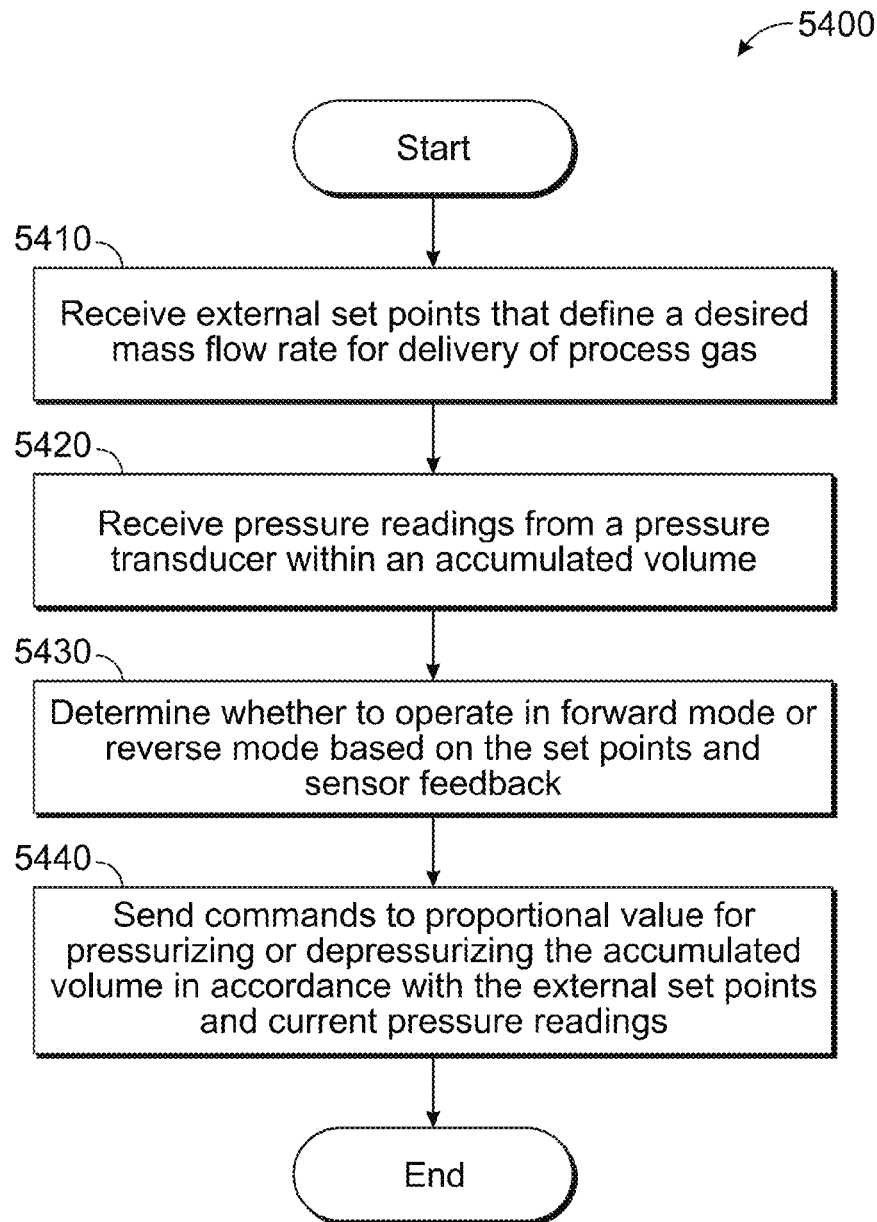 5400
Start
5410
Receive external set points that define a desired
mass flow rate for delivery of process gas
5420
Receive pressure readings from a pressure
transducer within an accumulated volume
5430
Determine whether to operate in forward mode or
reverse mode based on the set points and
sensor feedback
5440
Send commands to proportional value for
pressurizing or depressurizing the accumulated
volume in accordance with the external set points
and current pressure readings
End